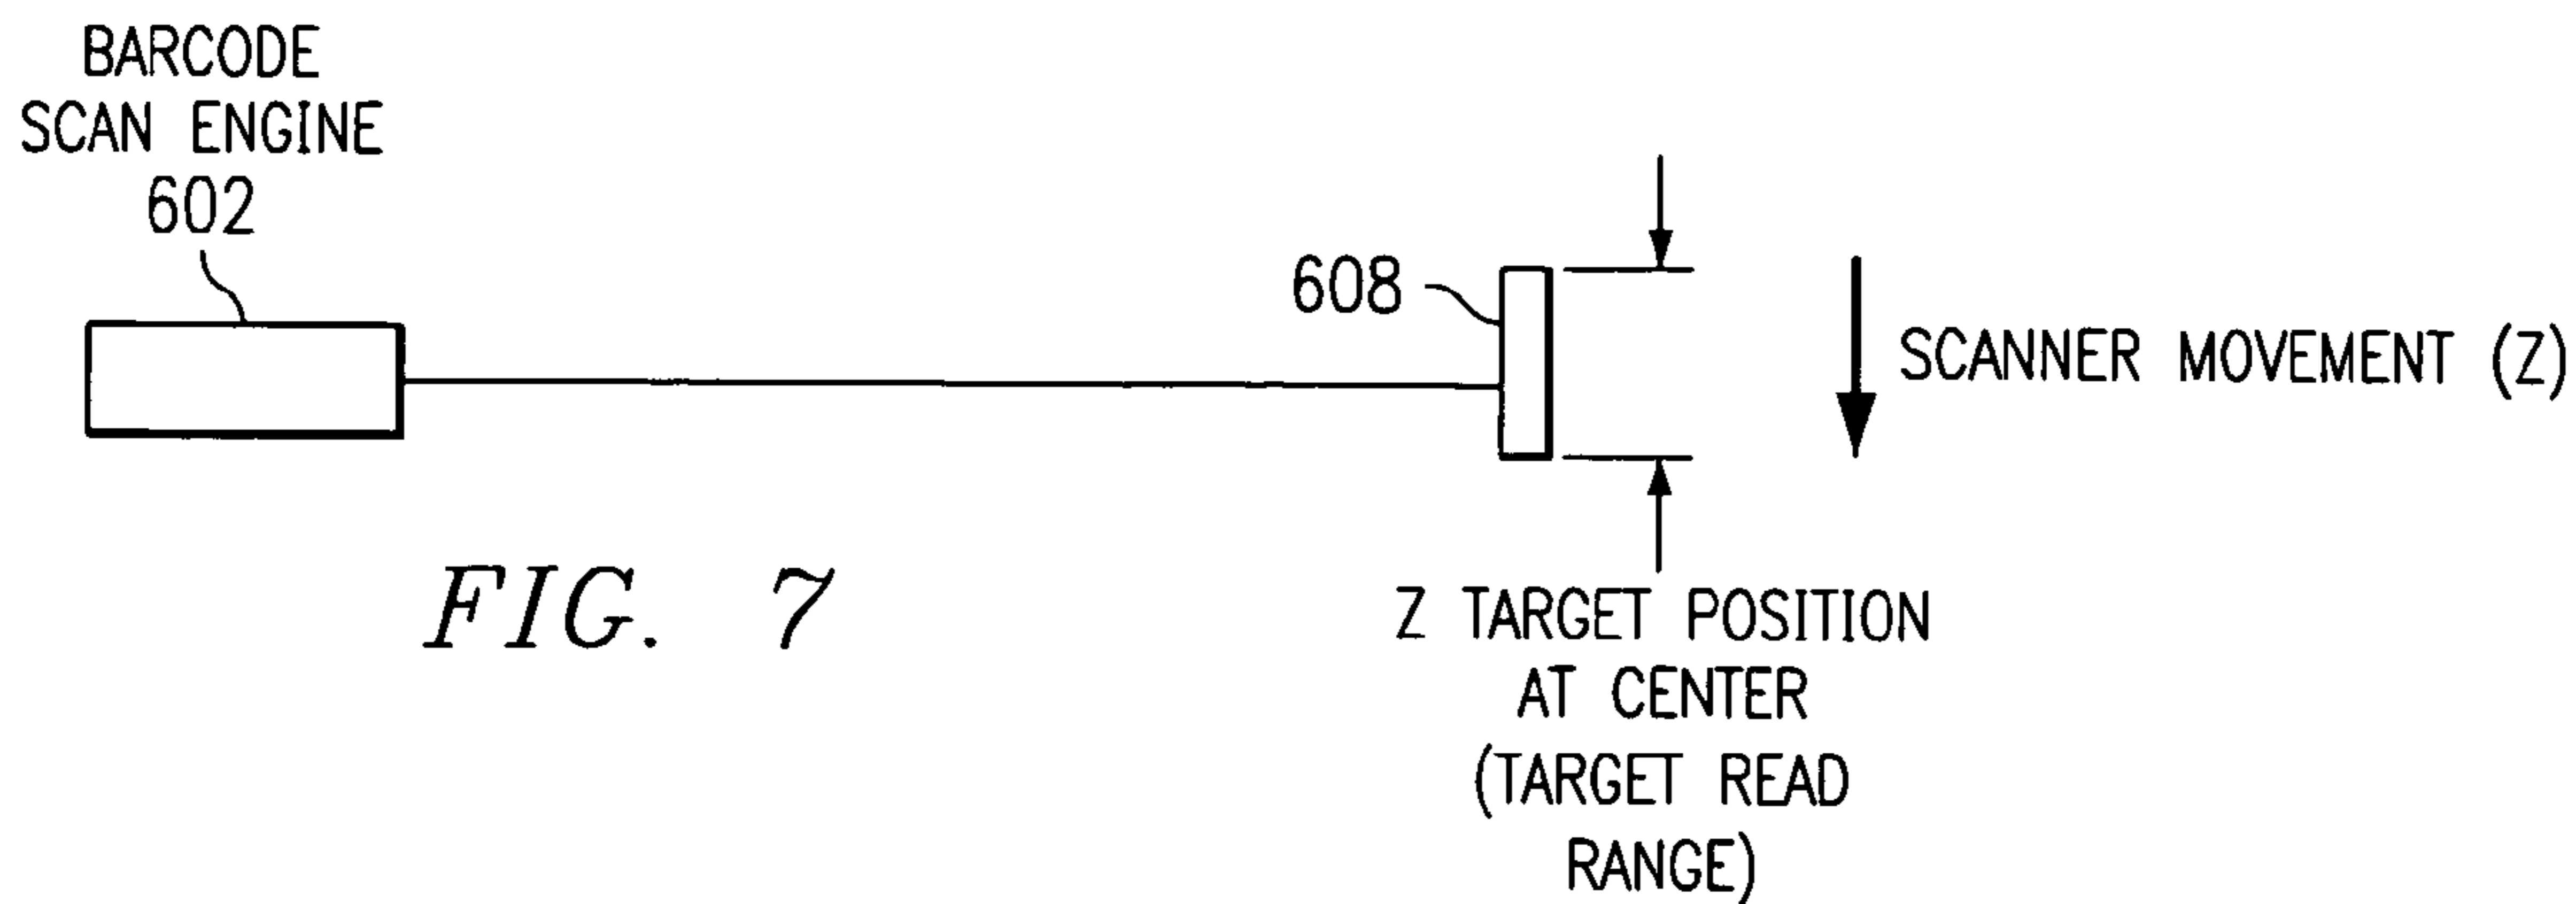 BARCODE
SCAN ENGINE
602
608
SCANNER MOVEMENT (Z)
FIG. 7
Z TARGET POSITION
AT CENTER
(TARGET READ
RANGE)